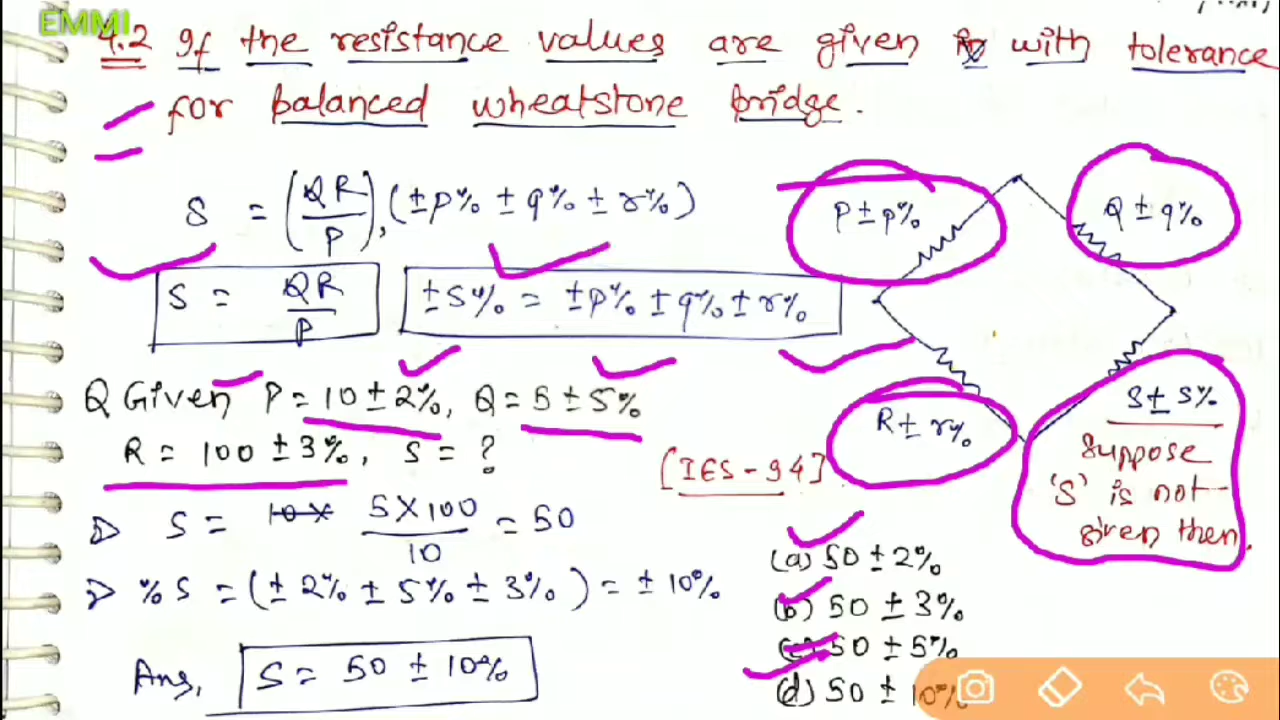 EMMI
4.2 If the resistance values are given with tolerance
for balanced wheatstone bridge.
S = (QR/P), (±p% ± q% ± r%)
S = QR/P
±s% = ±p% ± q% ± r%
P ± p%
Q ± q%
R ± r%
S ± s%
Suppose
'S' is not
given then.
Q Given P = 10 ± 2%, Q = 5 ± 5%
R = 100 ± 3%, S = ?
[IES-94]
⇒ S = 10 × 5×100/10 = 50
⇒ % S = (± 2% ± 5% ± 3%) = ± 10%
Ans, S = 50 ± 10%
(a) 50 ± 2%
(b) 50 ± 3%
(c) 50 ± 5%
(d) 50 ± 10%